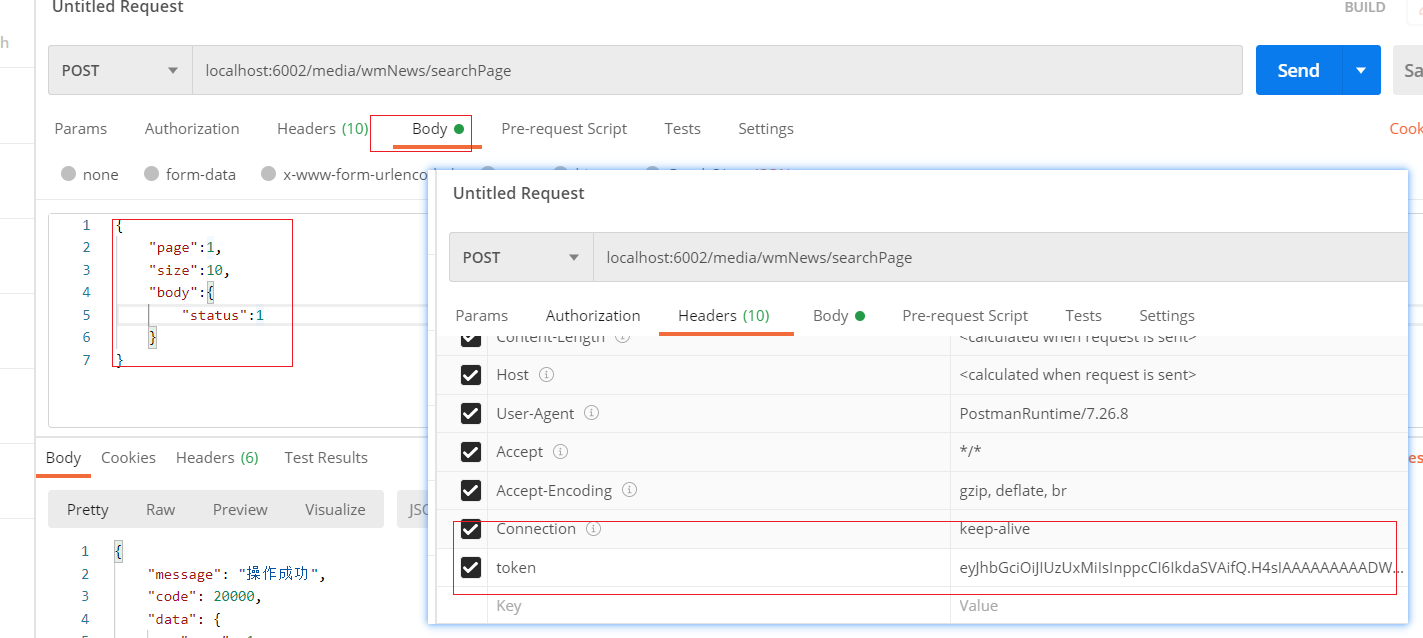 Untitled Request
BUILD
h
POST
localhost:6002/media/wmNews/searchPage
Send
Sa
Params
Authorization
Headers (10)
Body
Pre-request Script
Tests
Settings
Cook
none
form-data
x-www-form-urlenco
1 {
2 "page":1,
3 "size":10,
4 "body":{
5 "status":1
6 }
7 }
Body
Cookies
Headers (6)
Test Results
es
Pretty
Raw
Preview
Visualize
JSO
1 {
2 "message": "操作成功",
3 "code": 20000,
4 "data": {
Untitled Request
POST
localhost:6002/media/wmNews/searchPage
Params
Authorization
Headers (10)
Body
Pre-request Script
Tests
Settings
Content-Length <calculated when request is sent>
Host <calculated when request is sent>
User-Agent PostmanRuntime/7.26.8
Accept */*
Accept-Encoding gzip, deflate, br
Connection keep-alive
token eyJhbGciOiJIUzUxMiIsInppcCI6IkdaSVAifQ.H4sIAAAAAAAAADW...
Key Value